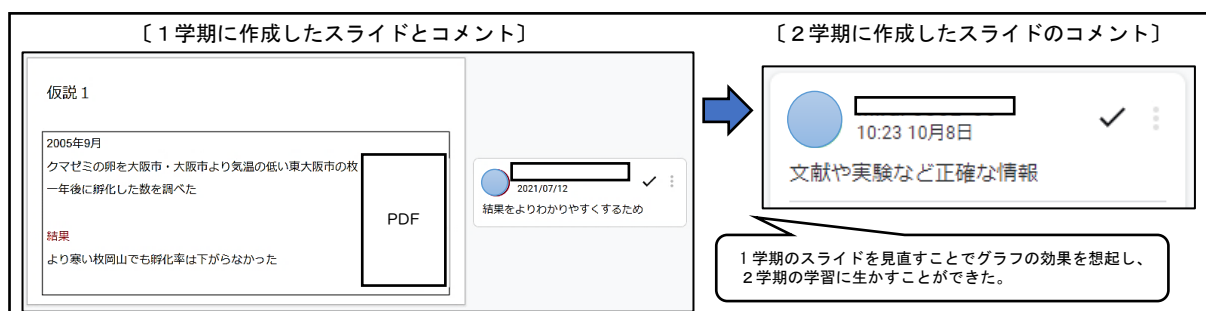 〔１学期に作成したスライドとコメント〕
仮説１
2005年9月
クマゼミの卵を大阪市・大阪市より気温の低い東大阪市の枚
一年後に孵化した数を調べた
PDF
結果
より寒い枚岡山でも孵化率は下がらなかった
2021/07/12
結果をよりわかりやすくするため
〔２学期に作成したスライドのコメント〕
10:23 10月8日
文献や実験など正確な情報
１学期のスライドを見直すことでグラフの効果を想起し、
２学期の学習に生かすことができた。